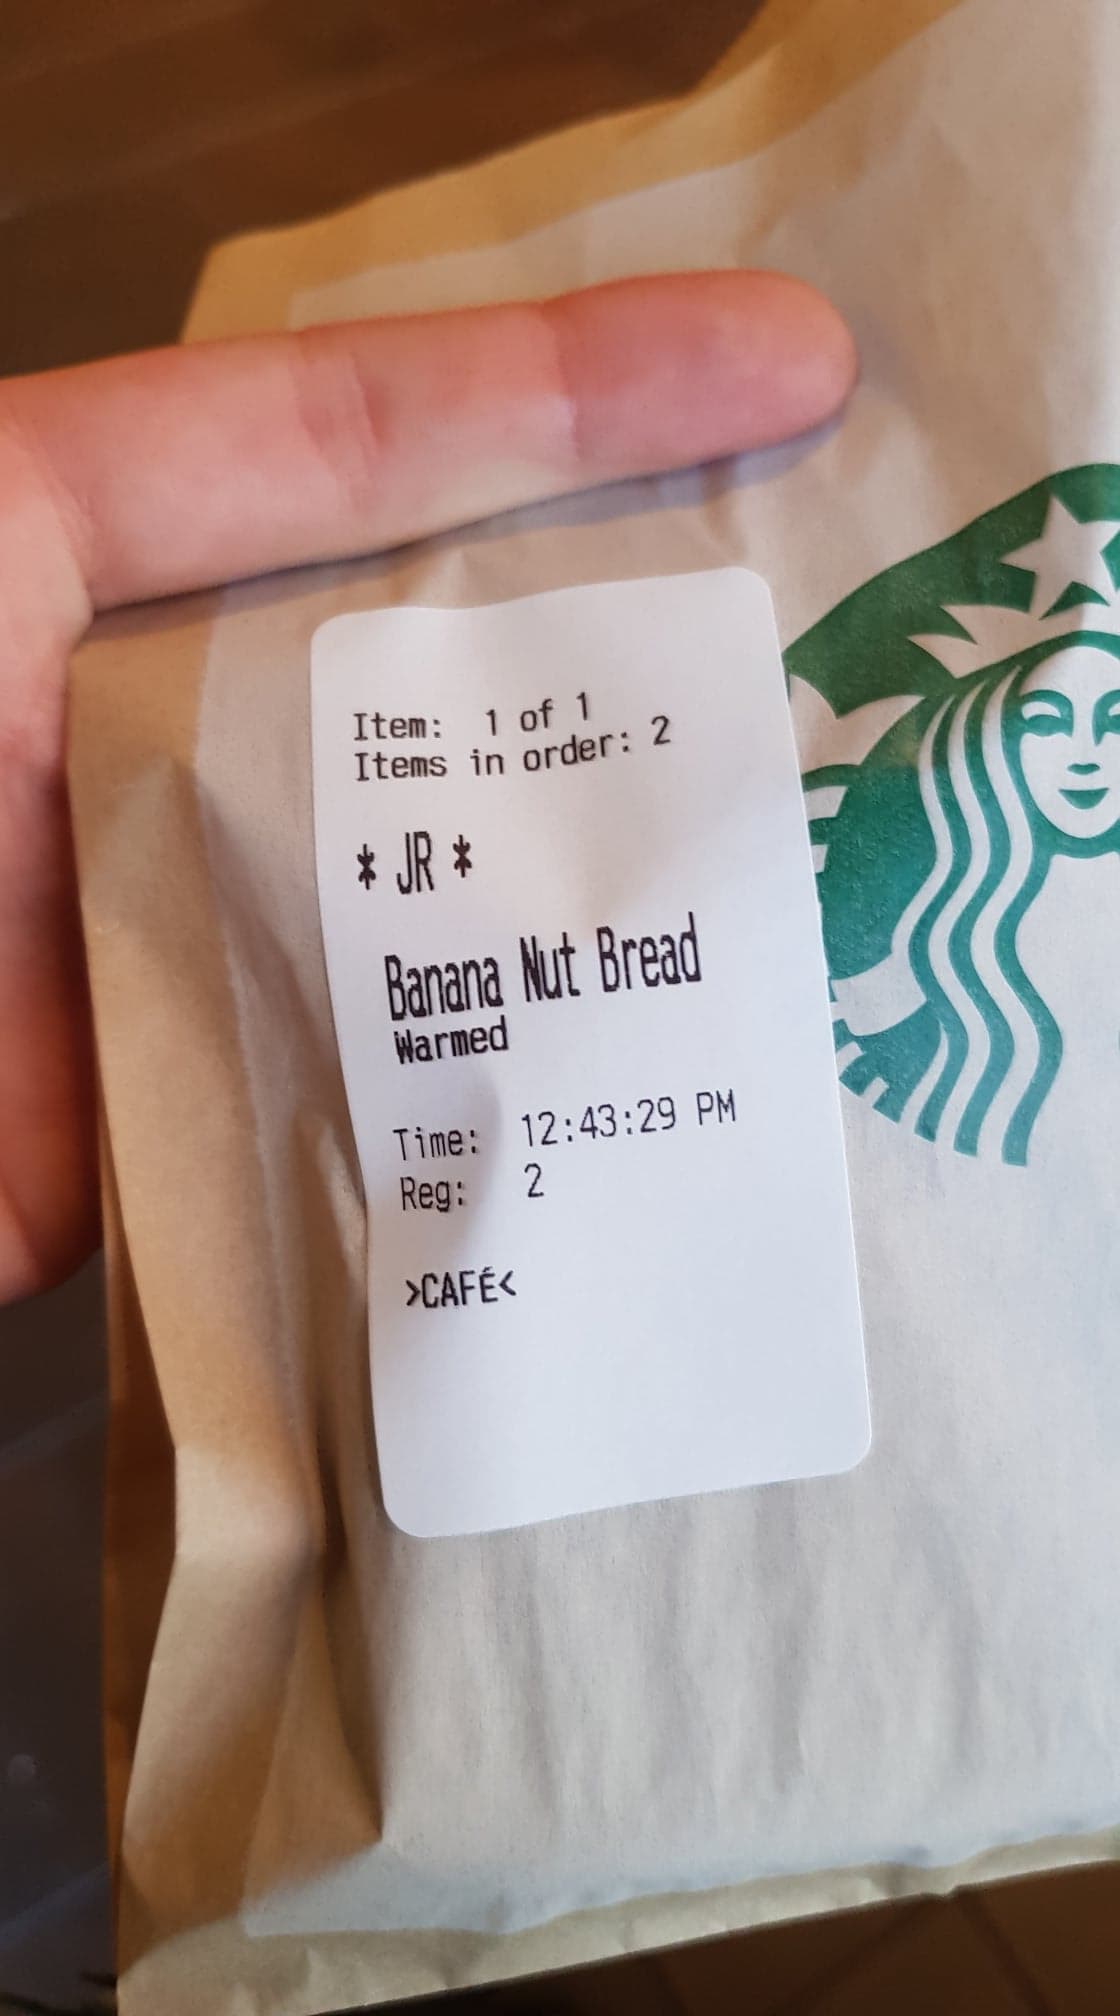 Item: 1 of 1
Items in order: 2
* JR *
Banana Nut Bread
Warmed
Time: 12:43:29 PM
Reg: 2
>CAFÉ<